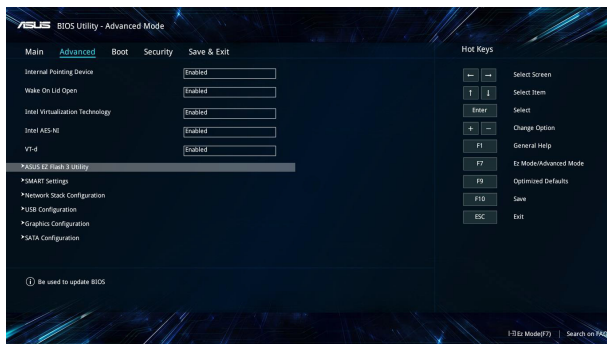 ASUS BIOS Utility - Advanced Mode
Main Advanced Boot Security Save & Exit
Internal Pointing Device Enabled
Wake On Lid Open Enabled
Intel Virtualization Technology Enabled
Intel AES-NI Enabled
VT-d Enabled
ASUS EZ Flash 3 Utility
SMART Settings
Network Stack Configuration
USB Configuration
Graphics Configuration
SATA Configuration
Be used to update BIOS
Hot Keys
← → Select Screen
↑ ↓ Select Item
Enter Select
+ − Change Option
F1 General Help
F7 Ez Mode/Advanced Mode
F9 Optimized Defaults
F10 Save
ESC Exit
Ez Mode(F7) | Search on FAQ